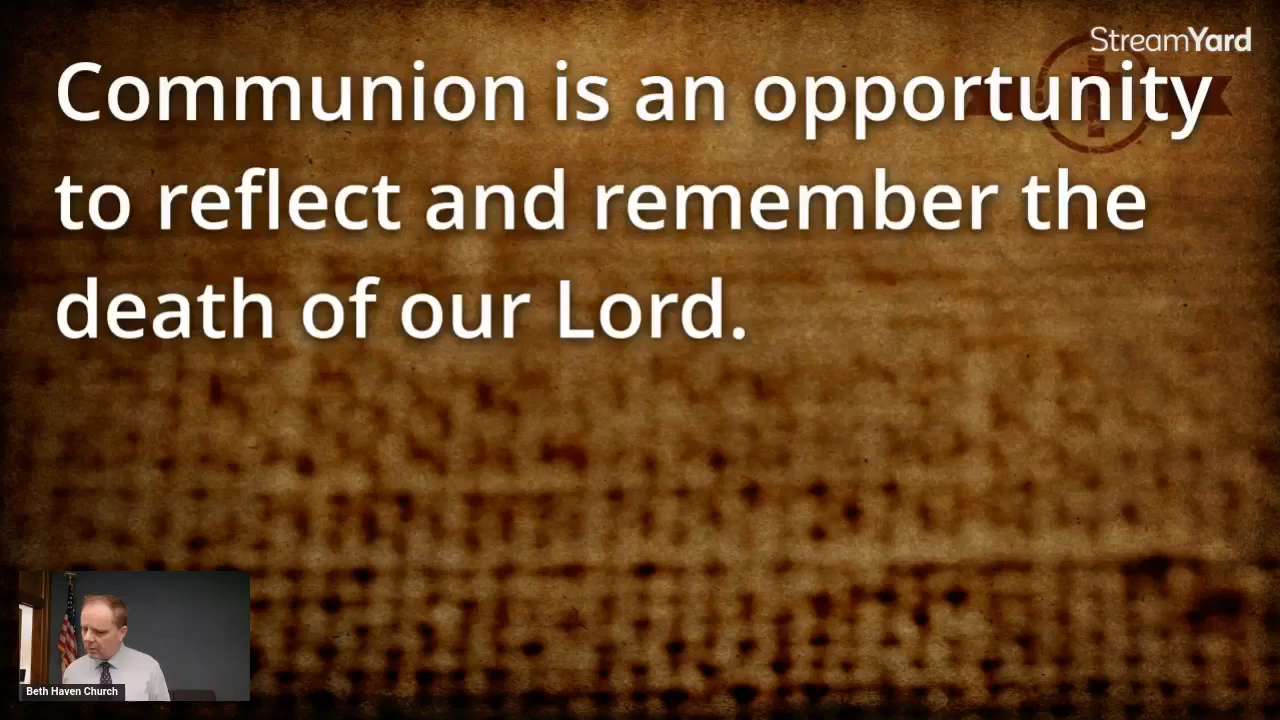 StreamYard
Communion is an opportunity
to reflect and remember the
death of our Lord.
Beth Haven Church